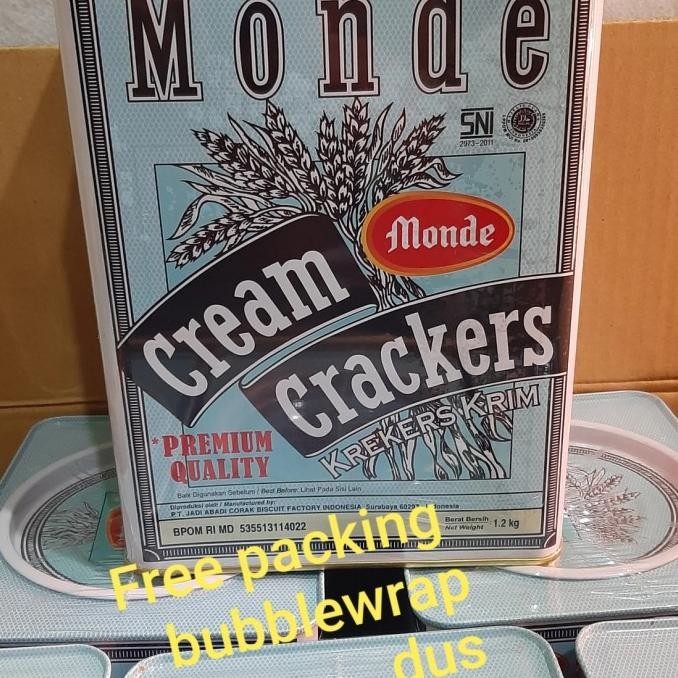 Monde
SNI
2973-2011
Monde
Cream
Crackers
KREKERS KRIM
*PREMIUM
QUALITY
Baik Digunakan Sebelum / Best Before: Lihat Pada Sisi Lain
Diproduksi oleh / Manufactured by:
P.T. JADI ABADI CORAK BISCUIT FACTORY INDONESIA, Surabaya Indonesia
BPOM RI MD 535513114022
Berat Bersih
Net Weight : 1.2 kg
Free packing
bubblewrap
dus